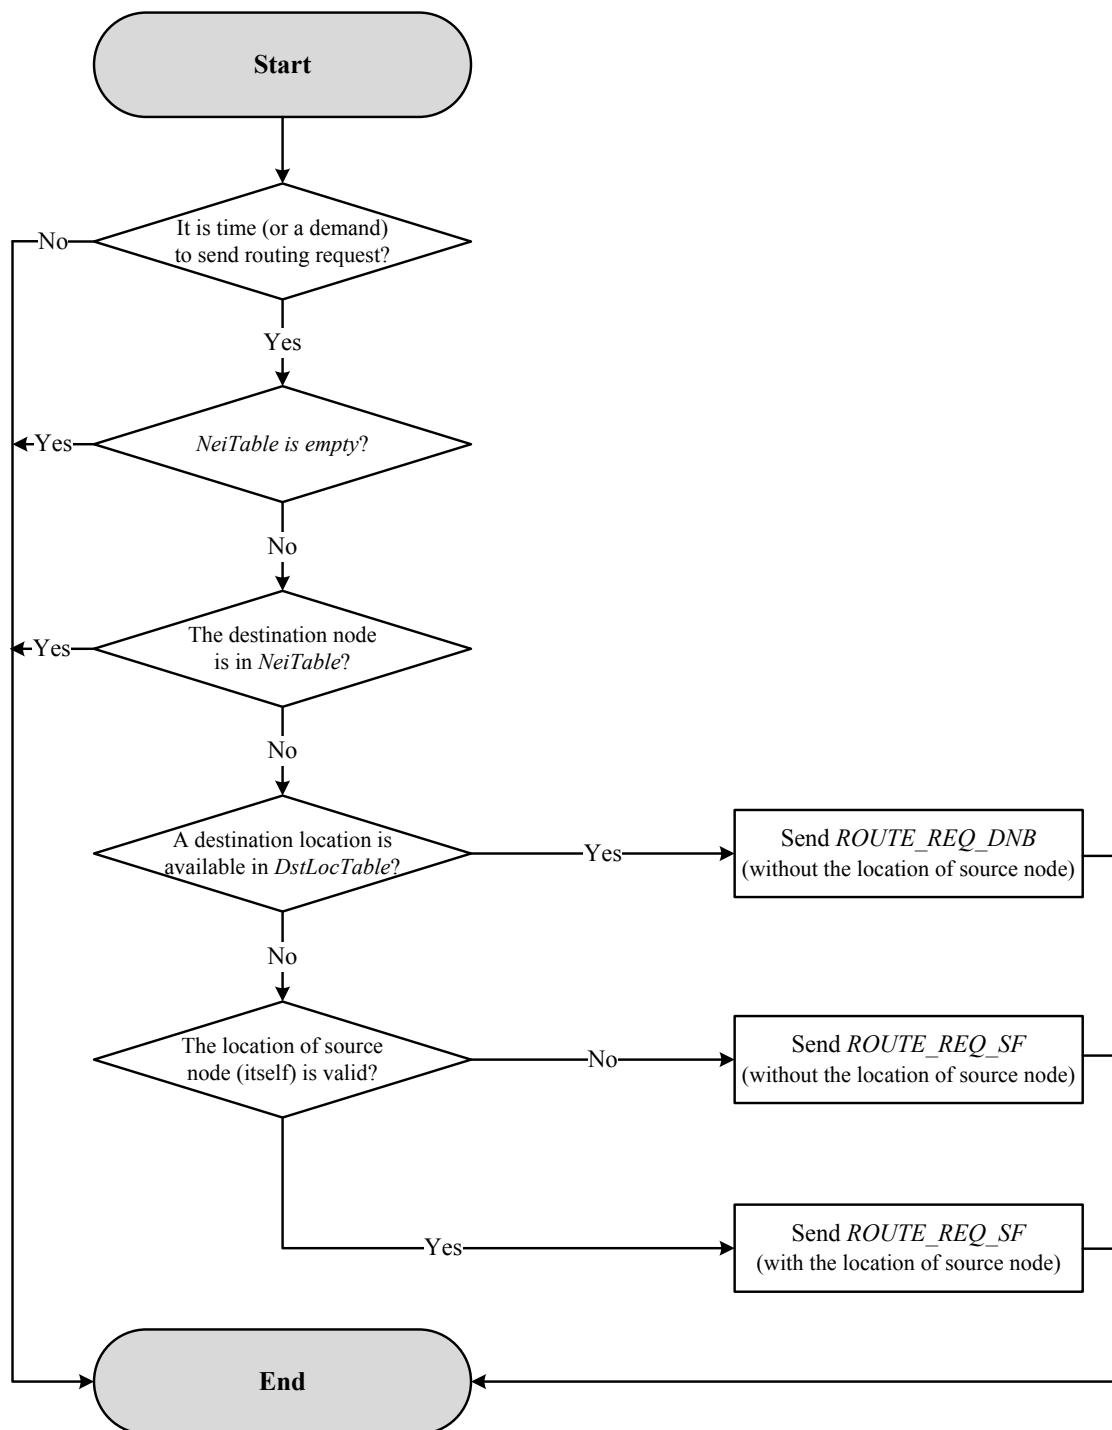 Start
It is time (or a demand)
to send routing request?
No
Yes
NeiTable is empty?
Yes
No
The destination node
is in NeiTable?
Yes
No
A destination location is
available in DstLocTable?
Yes
Send ROUTE_REQ_DNB
(without the location of source node)
No
The location of source
node (itself) is valid?
No
Send ROUTE_REQ_SF
(without the location of source node)
Yes
Send ROUTE_REQ_SF
(with the location of source node)
End